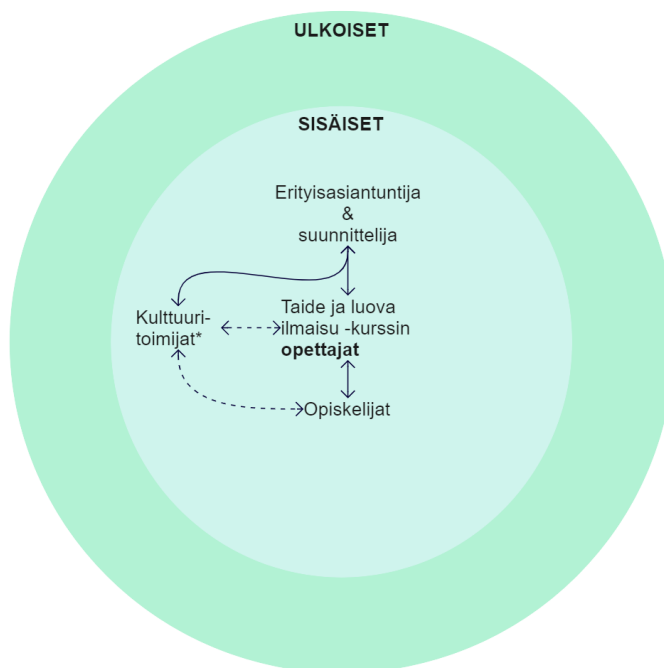 ULKOISET
SISÄISET
Erityisasiantuntija
&
suunnittelija
Kulttuuri-
toimijat*
Taide ja luova
ilmaisu -kurssin
opettajat
Opiskelijat